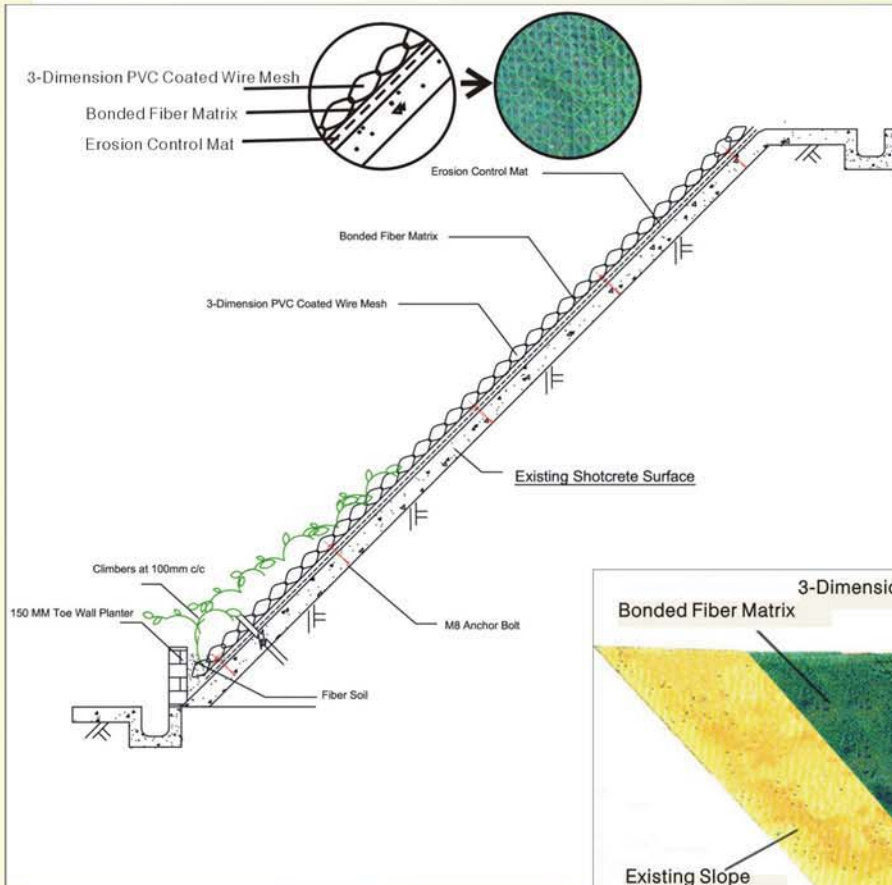 3-Dimension PVC Coated Wire Mesh
Bonded Fiber Matrix
Erosion Control Mat
Erosion Control Mat
Bonded Fiber Matrix
3-Dimension PVC Coated Wire Mesh
Existing Shotcrete Surface
Climbers at 100mm c/c
150 MM Toe Wall Planter
M8 Anchor Bolt
Fiber Soil
3-Dimensio
Bonded Fiber Matrix
Existing Slope